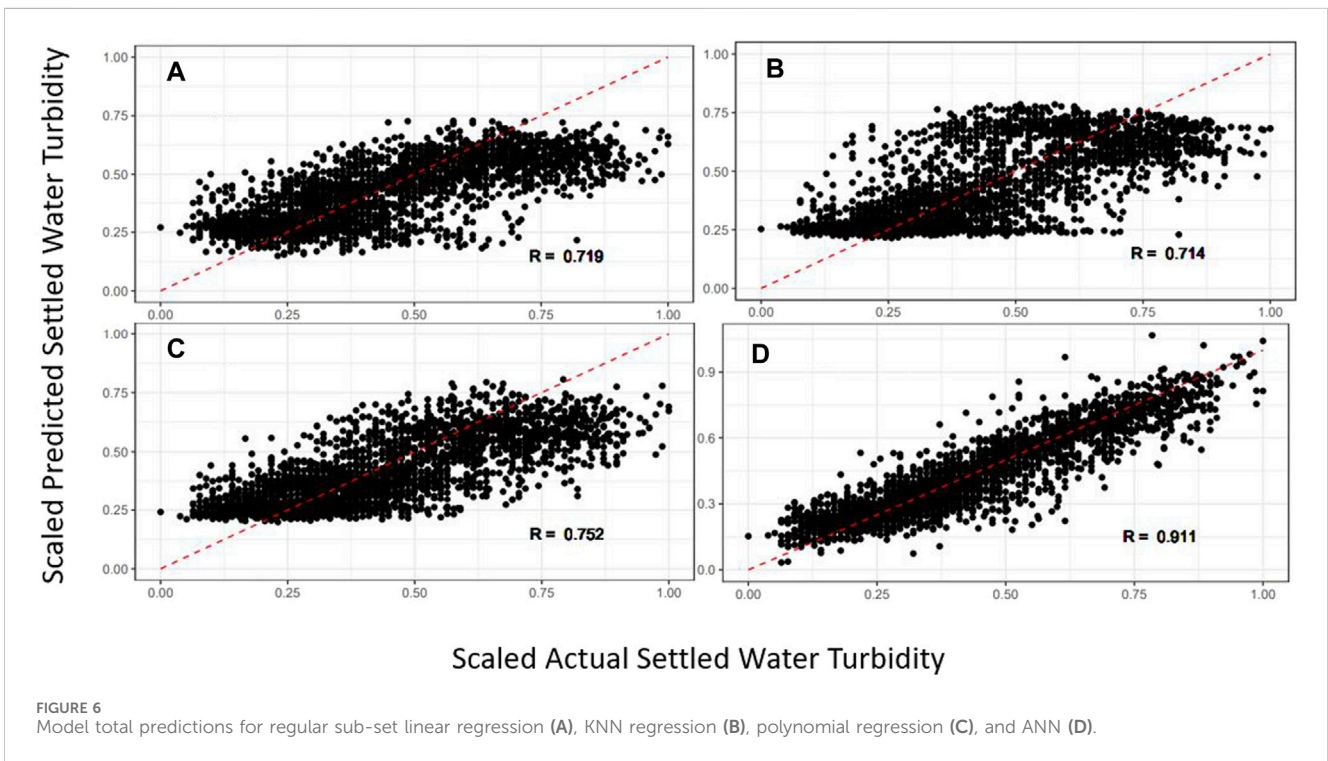 Scaled Predicted Settled Water Turbidity
A
1.00
0.75
0.50
0.25
0.00
R = 0.719
0.00 0.25 0.50 0.75 1.00
B
1.00
0.75
0.50
0.25
0.00
R = 0.714
0.00 0.25 0.50 0.75 1.00
C
1.00
0.75
0.50
0.25
0.00
R = 0.752
0.00 0.25 0.50 0.75 1.00
D
0.9
0.6
0.3
0.0
R = 0.911
0.00 0.25 0.50 0.75 1.00
Scaled Actual Settled Water Turbidity
FIGURE 6
Model total predictions for regular sub-set linear regression (A), KNN regression (B), polynomial regression (C), and ANN (D).